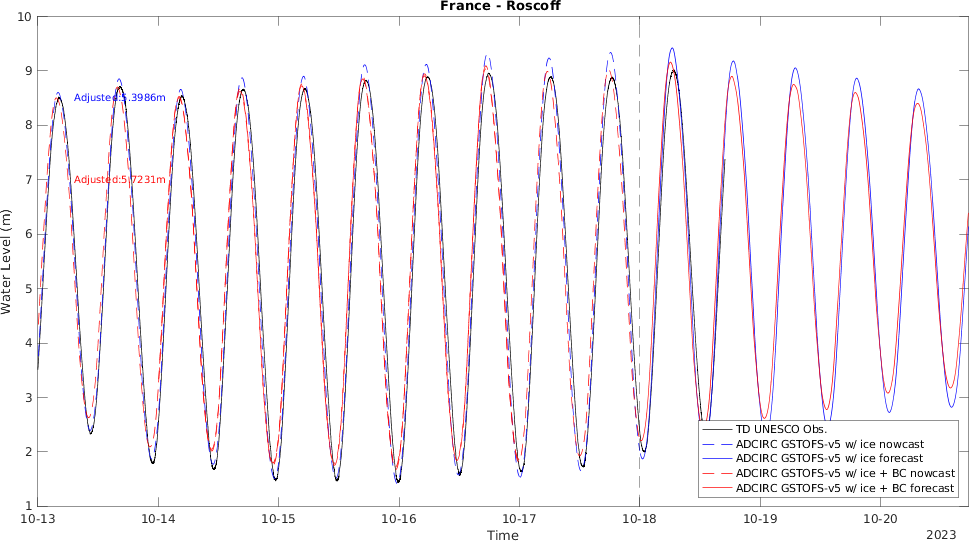 France - Roscoff
10
9
8
7
6
5
4
3
2
1
Water Level (m)
Adjusted:5.3986m
Adjusted:5.7231m
TD UNESCO Obs.
ADCIRC GSTOFS-v5 w/ ice nowcast
ADCIRC GSTOFS-v5 w/ ice forecast
ADCIRC GSTOFS-v5 w/ ice + BC nowcast
ADCIRC GSTOFS-v5 w/ ice + BC forecast
10-13 10-14 10-15 10-16 10-17 10-18 10-19 10-20
Time
2023